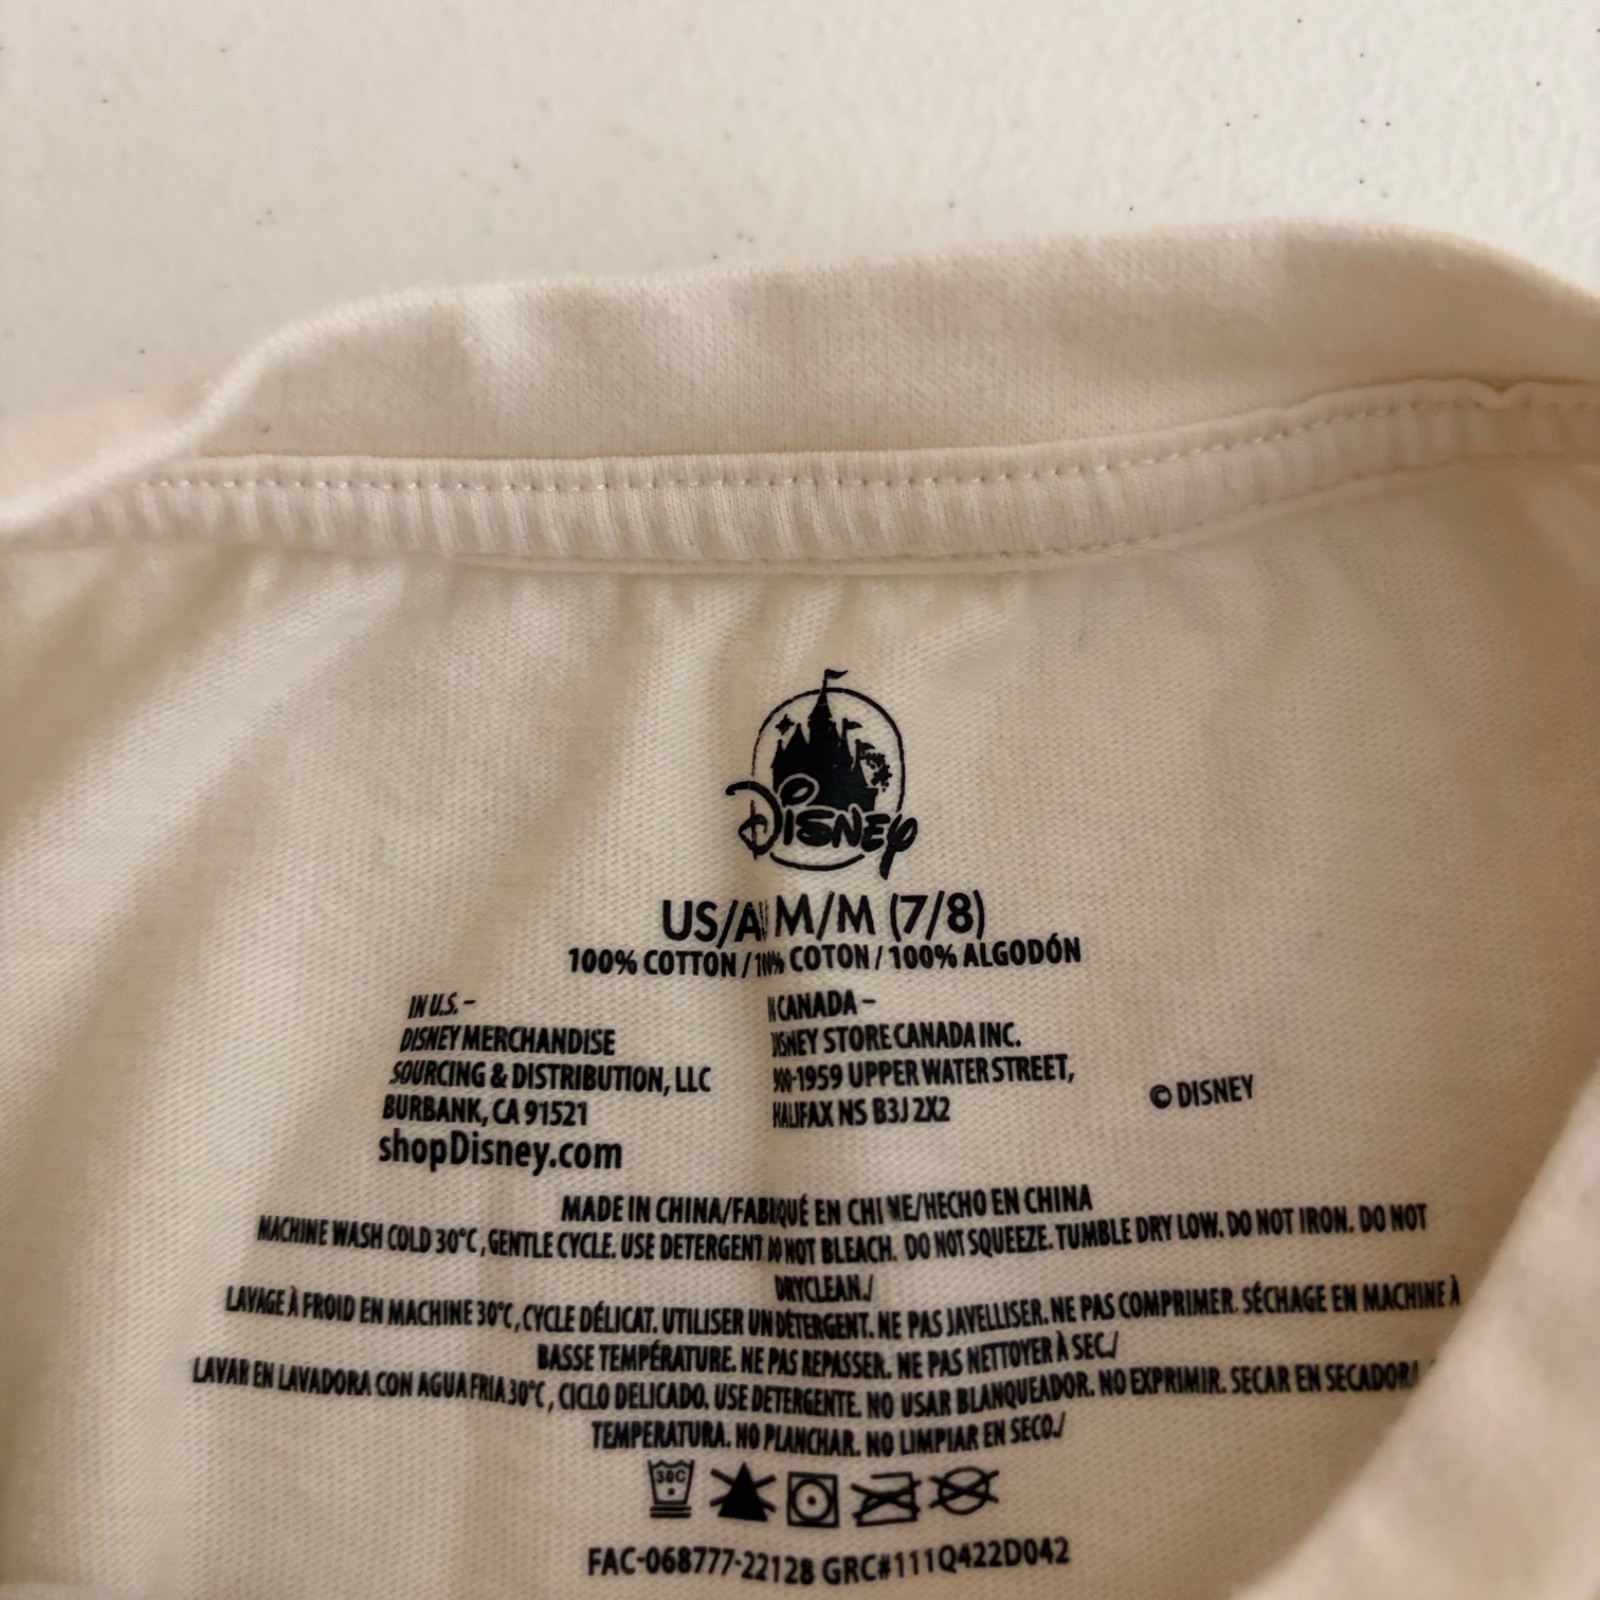 Disney
US/A M/M (7/8)
100% COTTON / 100% COTON / 100% ALGODÓN
IN U.S. –
DISNEY MERCHANDISE
SOURCING & DISTRIBUTION, LLC
BURBANK, CA 91521
shopDisney.com
CANADA –
DISNEY STORE CANADA INC.
1959 UPPER WATER STREET,
HALIFAX NS B3J 2X2
© DISNEY
MADE IN CHINA/FABRIQUÉ EN CHINE/HECHO EN CHINA
MACHINE WASH COLD 30°C, GENTLE CYCLE. USE DETERGENT. DO NOT BLEACH. DO NOT SQUEEZE. TUMBLE DRY LOW. DO NOT IRON. DO NOT
DRYCLEAN./
LAVAGE À FROID EN MACHINE 30°C, CYCLE DÉLICAT. UTILISER UN DÉTERGENT. NE PAS JAVELLISER. NE PAS COMPRIMER. SÉCHAGE EN MACHINE À
BASSE TEMPÉRATURE. NE PAS REPASSER. NE PAS NETTOYER À SEC./
LAVAR EN LAVADORA CON AGUA FRIA 30°C, CICLO DELICADO. USE DETERGENTE. NO USAR BLANQUEADOR. NO EXPRIMIR. SECAR EN SECADORA
TEMPERATURA. NO PLANCHAR. NO LIMPIAR EN SECO./
30C
FAC-068777-22128 GRC#111Q422D042